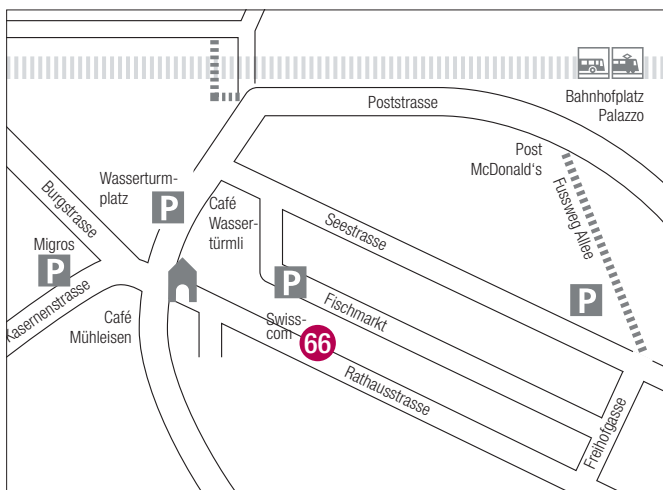 Poststrasse
Bahnhofplatz
Palazzo
Post
McDonald's
Fussweg Allee
Wasserturm-
platz
P
Burgstrasse
Café
Wasser-
türmli
Seestrasse
Migros
P
P
P
Kasernenstrasse
Café
Mühleisen
Fischmarkt
Swiss-
com
66
Rathausstrasse
Freihofgasse